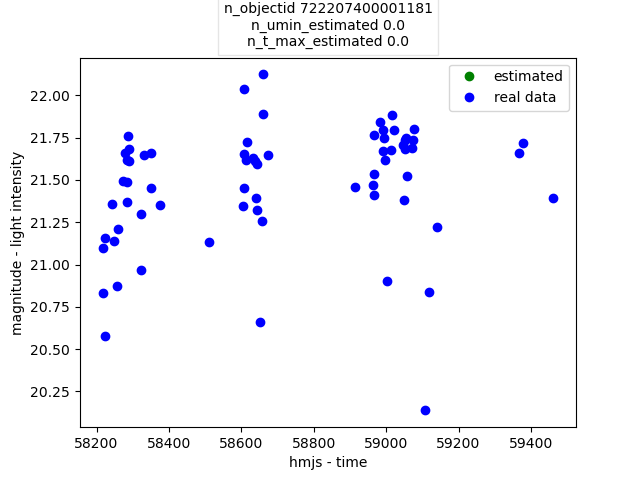 n_objectid 722207400001181
n_umin_estimated 0.0
n_t_max_estimated 0.0
estimated
real data
magnitude - light intensity
22.00
21.75
21.50
21.25
21.00
20.75
20.50
20.25
58200 58400 58600 58800 59000 59200 59400
hmjs - time